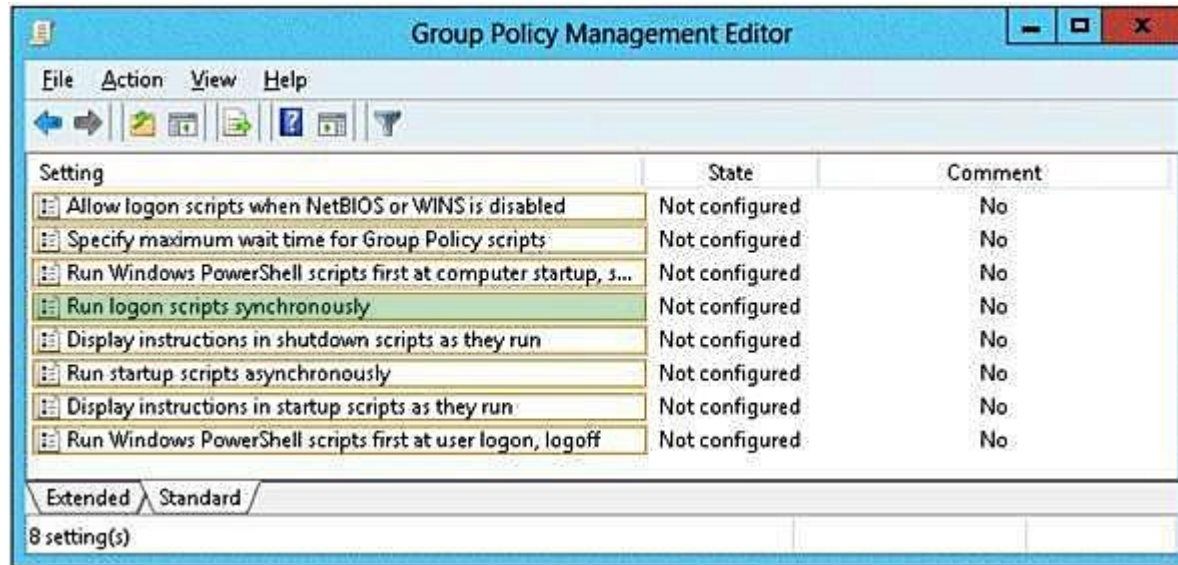 Group Policy Management Editor
File Action View Help
Setting State Comment
Allow logon scripts when NetBIOS or WINS is disabled Not configured No
Specify maximum wait time for Group Policy scripts Not configured No
Run Windows PowerShell scripts first at computer startup, s... Not configured No
Run logon scripts synchronously Not configured No
Display instructions in shutdown scripts as they run Not configured No
Run startup scripts asynchronously Not configured No
Display instructions in startup scripts as they run Not configured No
Run Windows PowerShell scripts first at user logon, logoff Not configured No
Extended Standard
8 setting(s)